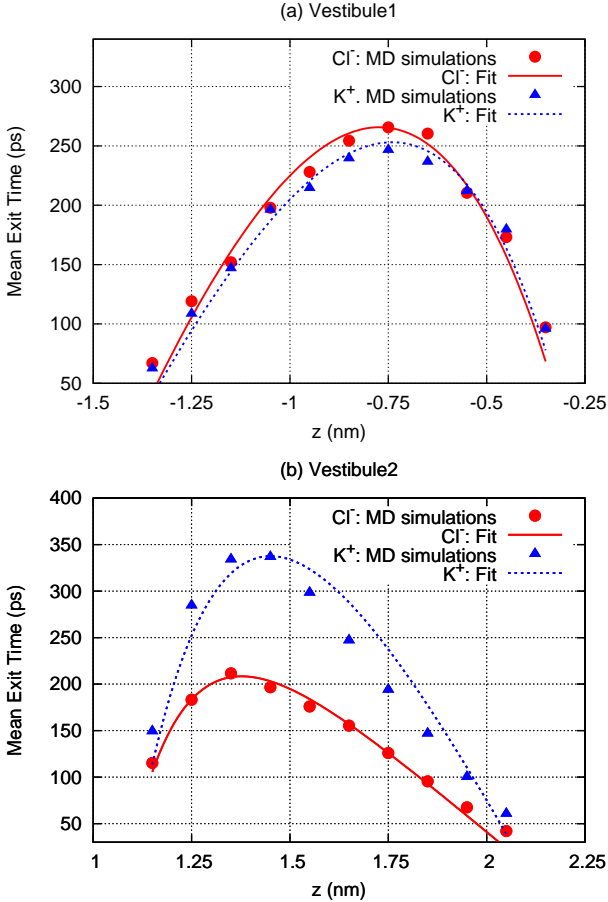 (a) Vestibule1
Cl⁻: MD simulations
Cl⁻: Fit
K⁺. MD simulations
K⁺: Fit
Mean Exit Time (ps)
300
250
200
150
100
50
-1.5 -1.25 -1 -0.75 -0.5 -0.25
z (nm)
(b) Vestibule2
Cl⁻: MD simulations
Cl⁻: Fit
K⁺: MD simulations
K⁺: Fit
Mean Exit Time (ps)
400
350
300
250
200
150
100
50
1 1.25 1.5 1.75 2 2.25
z (nm)